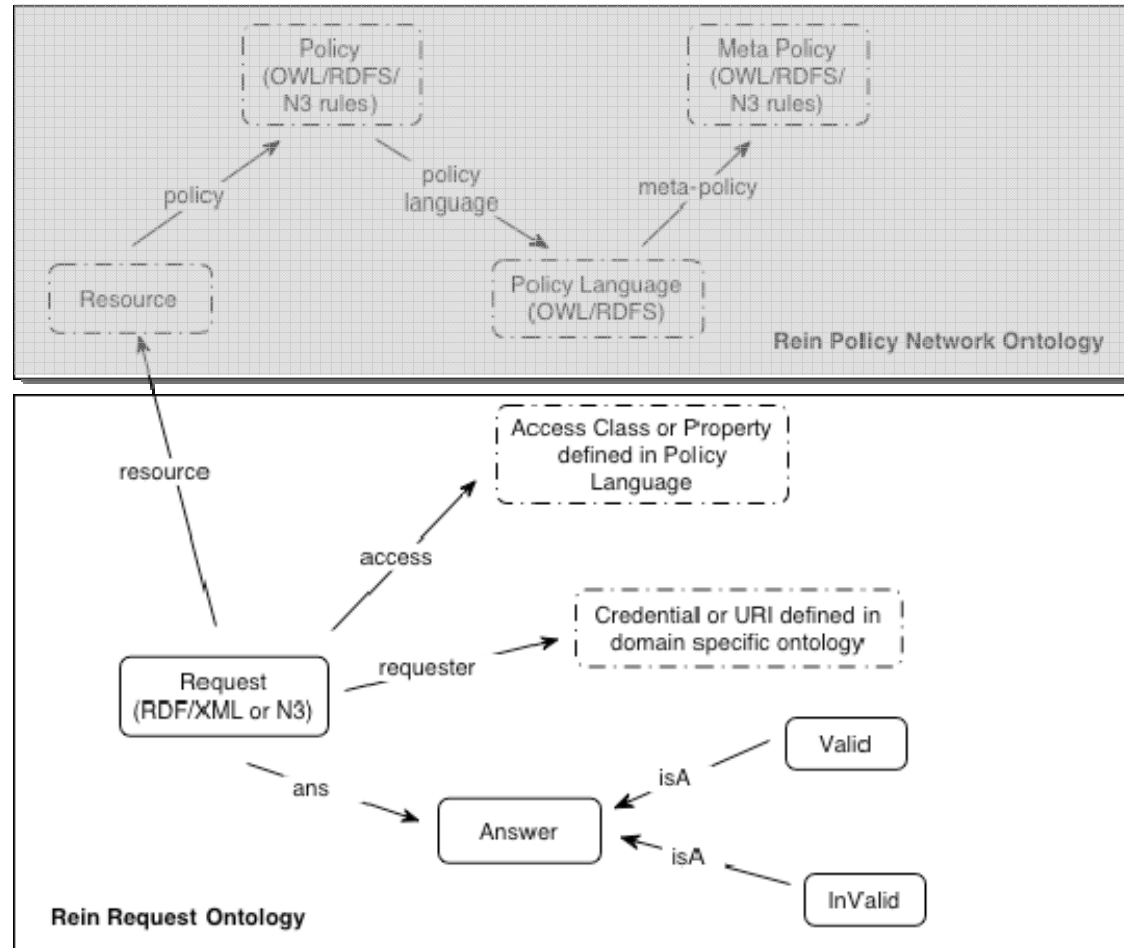 Policy
(OWL/RDFS/
N3 rules)
Meta Policy
(OWL/RDFS/
N3 rules)
policy
policy
language
meta-policy
Resource
Policy Language
(OWL/RDFS)
Rein Policy Network Ontology
Access Class or Property
defined in Policy
Language
resource
access
Credential or URI defined in
domain specific ontology
requester
Request
(RDF/XML or N3)
Valid
isA
ans
Answer
isA
InValid
Rein Request Ontology